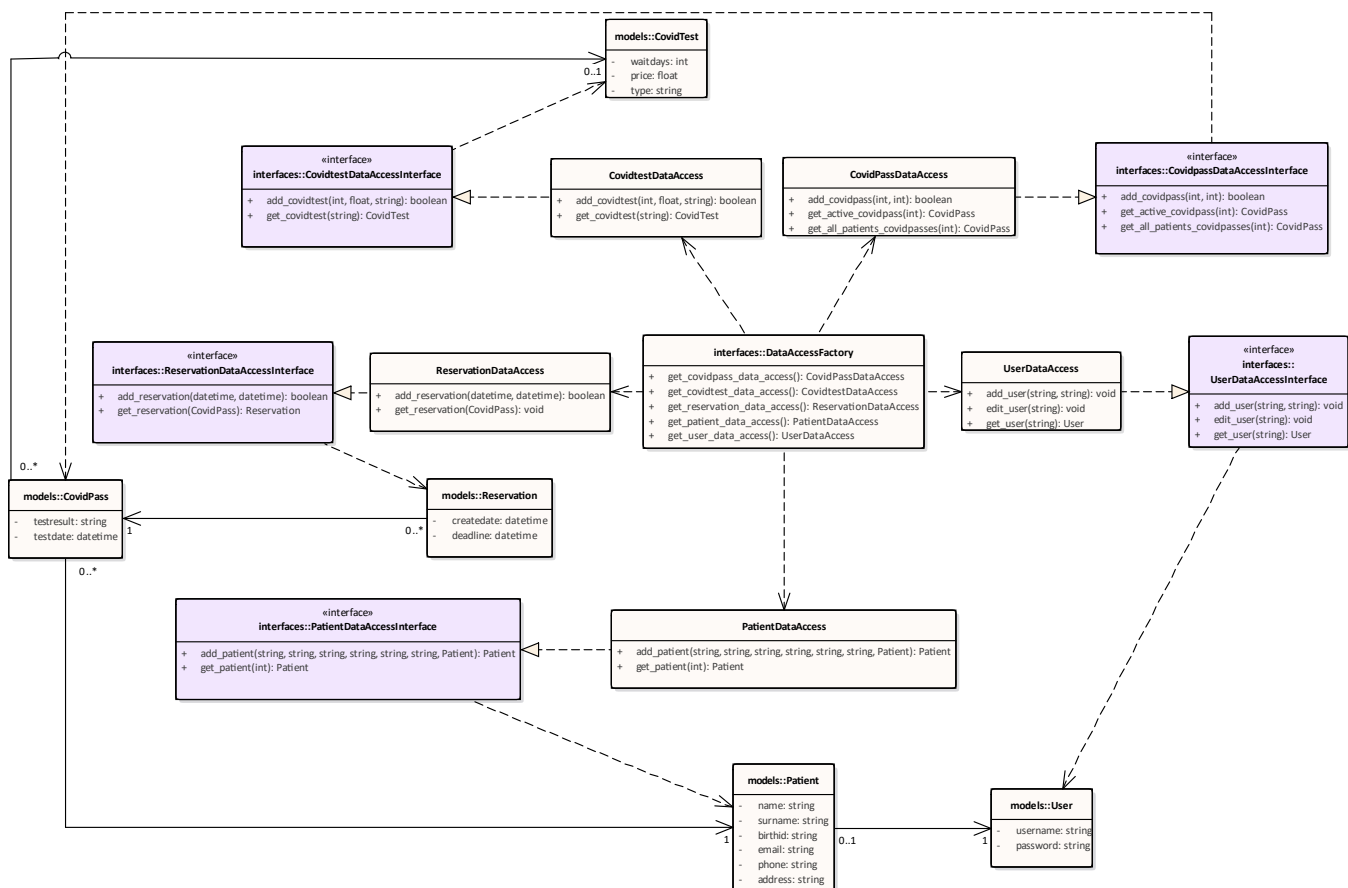 models::CovidTest
- waitdays: int
- price: float
- type: string
0..1
«interface»
interfaces::CovidtestDataAccessInterface
+ add_covidtest(int, float, string): boolean
+ get_covidtest(string): CovidTest
CovidtestDataAccess
+ add_covidtest(int, float, string): boolean
+ get_covidtest(string): CovidTest
CovidPassDataAccess
+ add_covidpass(int, int): boolean
+ get_active_covidpass(int): CovidPass
+ get_all_patients_covidpasses(int): CovidPass
«interface»
interfaces::CovidpassDataAccessInterface
+ add_covidpass(int, int): boolean
+ get_active_covidpass(int): CovidPass
+ get_all_patients_covidpasses(int): CovidPass
«interface»
interfaces::ReservationDataAccessInterface
+ add_reservation(datetime, datetime): boolean
+ get_reservation(CovidPass): Reservation
ReservationDataAccess
+ add_reservation(datetime, datetime): boolean
+ get_reservation(CovidPass): void
interfaces::DataAccessFactory
+ get_covidpass_data_access(): CovidPassDataAccess
+ get_covidtest_data_access(): CovidtestDataAccess
+ get_reservation_data_access(): ReservationDataAccess
+ get_patient_data_access(): PatientDataAccess
+ get_user_data_access(): UserDataAccess
UserDataAccess
+ add_user(string, string): void
+ edit_user(string): void
+ get_user(string): User
«interface»
interfaces::
UserDataAccessInterface
+ add_user(string, string): void
+ edit_user(string): void
+ get_user(string): User
0..*
models::CovidPass
- testresult: string
- testdate: datetime
1
0..*
0..*
models::Reservation
- createdate: datetime
- deadline: datetime
«interface»
interfaces::PatientDataAccessInterface
+ add_patient(string, string, string, string, string, string, Patient): Patient
+ get_patient(int): Patient
PatientDataAccess
+ add_patient(string, string, string, string, string, string, Patient): Patient
+ get_patient(int): Patient
models::Patient
- name: string
- surname: string
- birthid: string
- email: string
- phone: string
- address: string
1
0..1
1
models::User
- username: string
- password: string